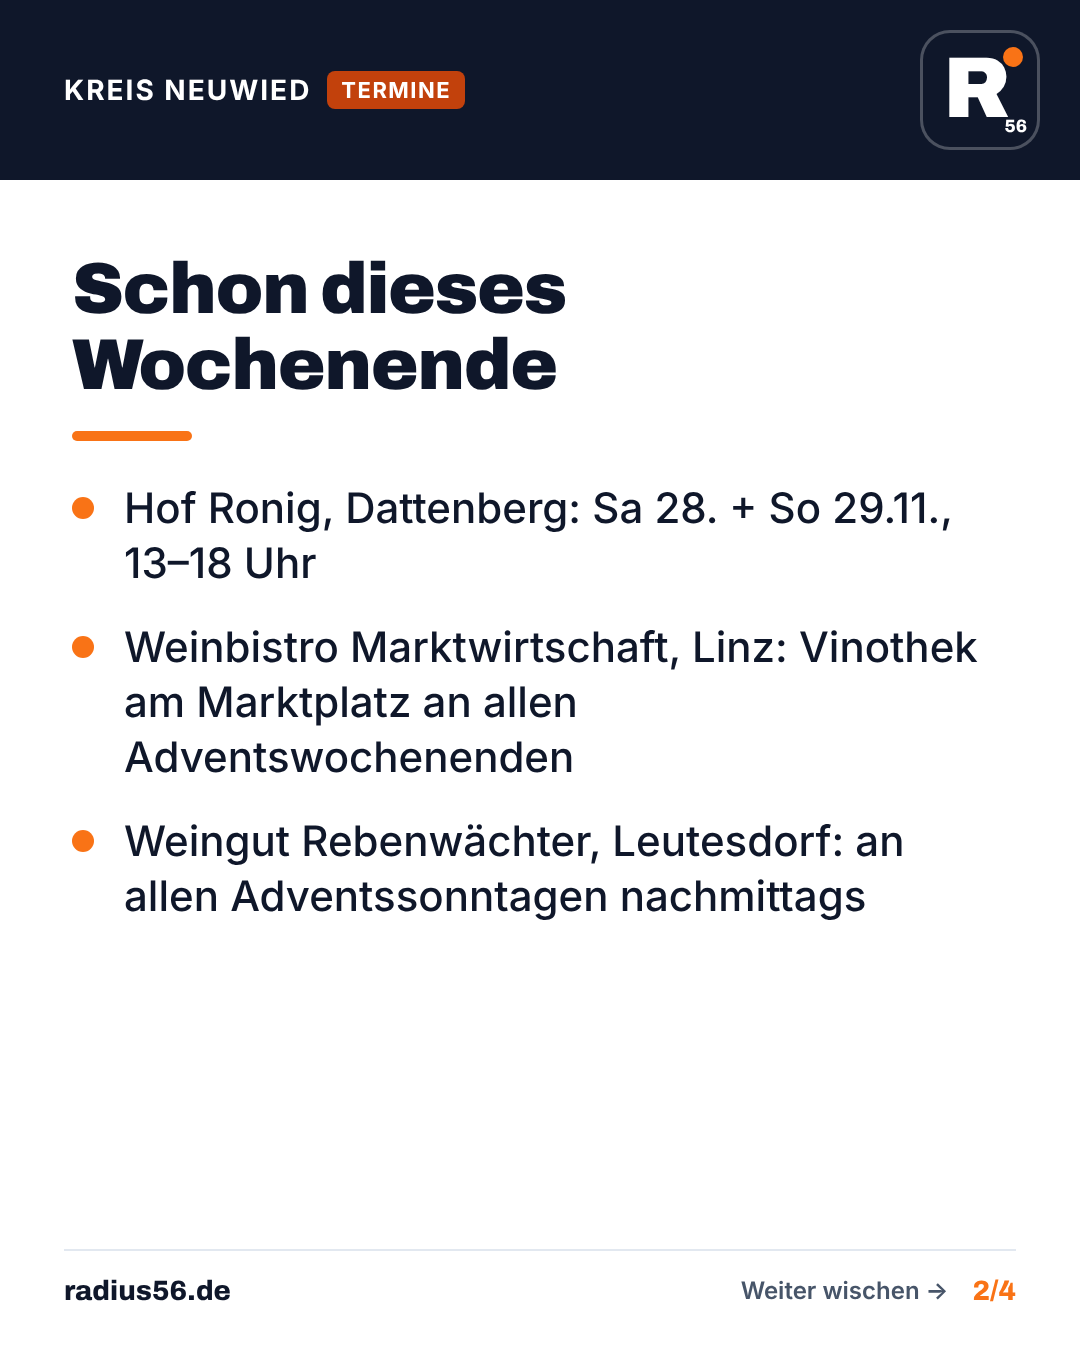 KREIS NEUWIED TERMINE
R
56
Schon dieses
Wochenende
Hof Ronig, Dattenberg: Sa 28. + So 29.11.,
13–18 Uhr
Weinbistro Marktwirtschaft, Linz: Vinothek
am Marktplatz an allen
Adventswochenenden
Weingut Rebenwächter, Leutesdorf: an
allen Adventssonntagen nachmittags
radius56.de
Weiter wischen → 2/4